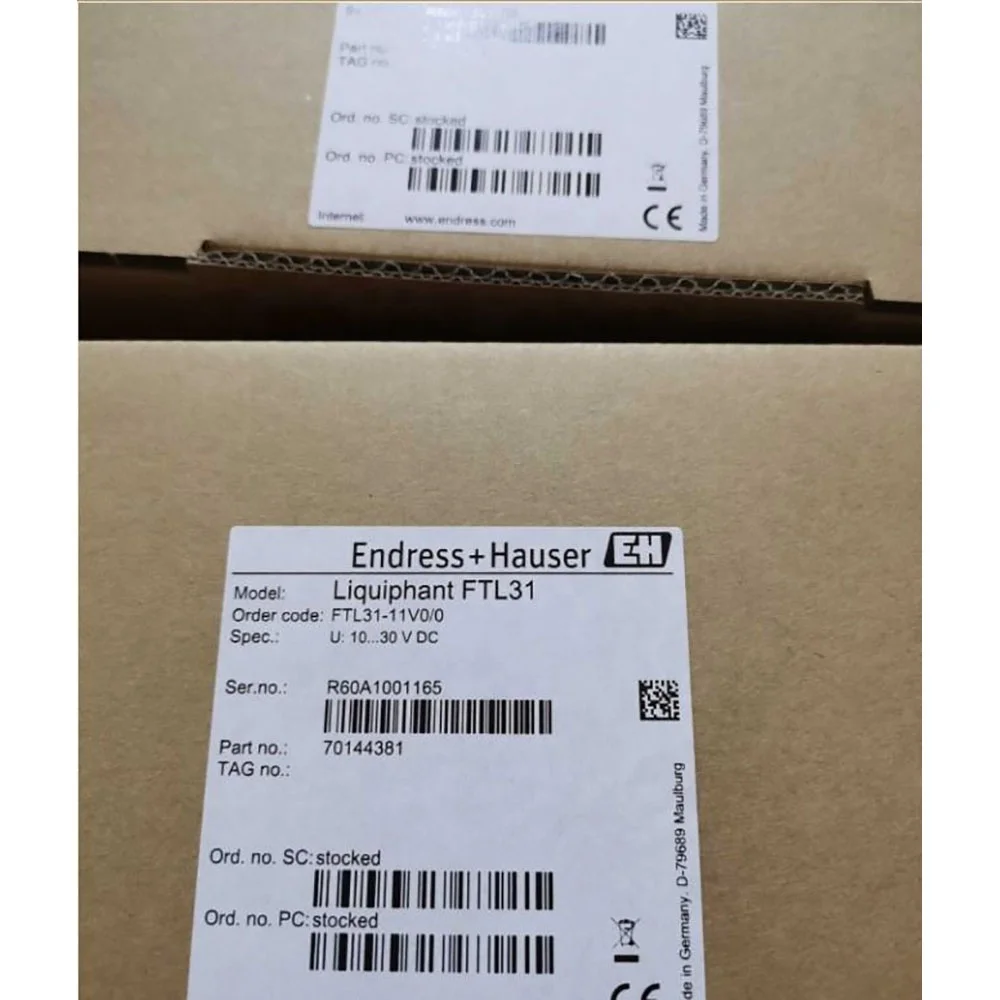 Part no.
TAG no.
Ord. no. SC: stocked
Ord. no. PC: stocked
Internet: www.endress.com
Made in Germany. D-79689 Maulburg
Endress+Hauser EH
Model: Liquiphant FTL31
Order code: FTL31-11V0/0
Spec.: U: 10...30 V DC
Ser.no.: R60A1001165
Part no.: 70144381
TAG no.:
Ord. no. SC: stocked
Ord. no. PC: stocked
de in Germany. D-79689 Maulburg